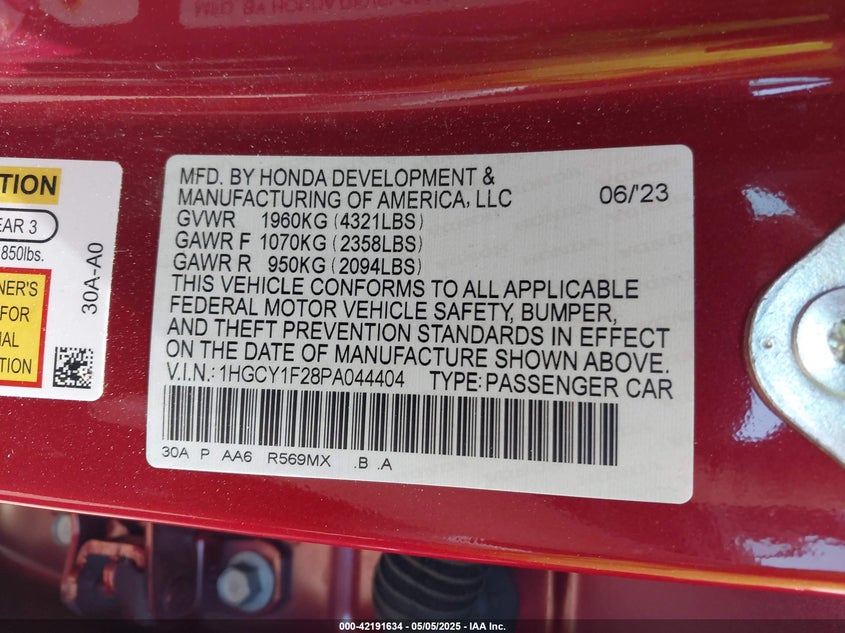 MFD. BY HONDA DEVELOPMENT &
MANUFACTURING OF AMERICA, LLC 06/'23
GVWR 1960KG (4321LBS)
GAWR F 1070KG (2358LBS)
GAWR R 950KG (2094LBS)
THIS VEHICLE CONFORMS TO ALL APPLICABLE
FEDERAL MOTOR VEHICLE SAFETY, BUMPER,
AND THEFT PREVENTION STANDARDS IN EFFECT
ON THE DATE OF MANUFACTURE SHOWN ABOVE.
V.I.N.: 1HGCY1F28PA044404 TYPE: PASSENGER CAR
30A P AA6 R569MX .B .A
EAR 3
850lbs.
NER'S
FOR
30A-A0
000-42191634 — 05/05/2025 - IAA Inc.